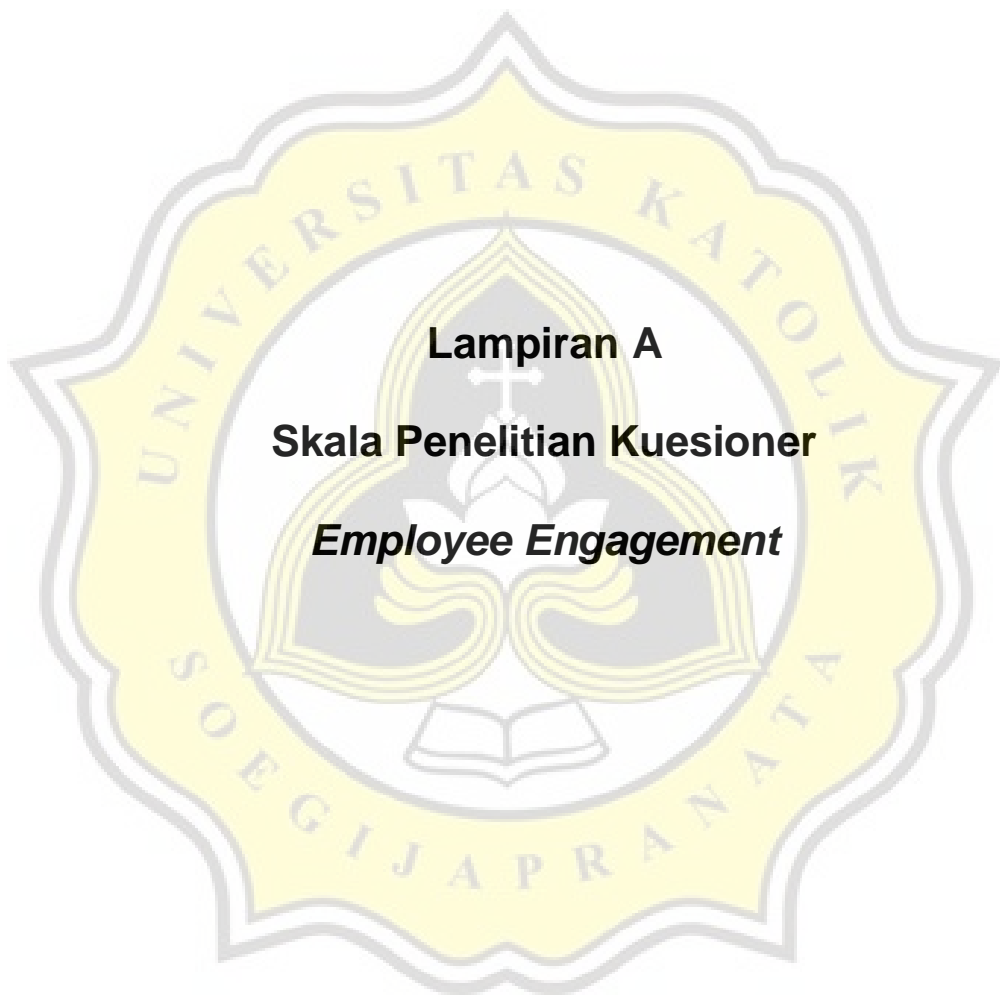 UNIVERSITAS KATOLIK
Lampiran A
Skala Penelitian Kuesioner
Employee Engagement
SOEGIJAPRANATA